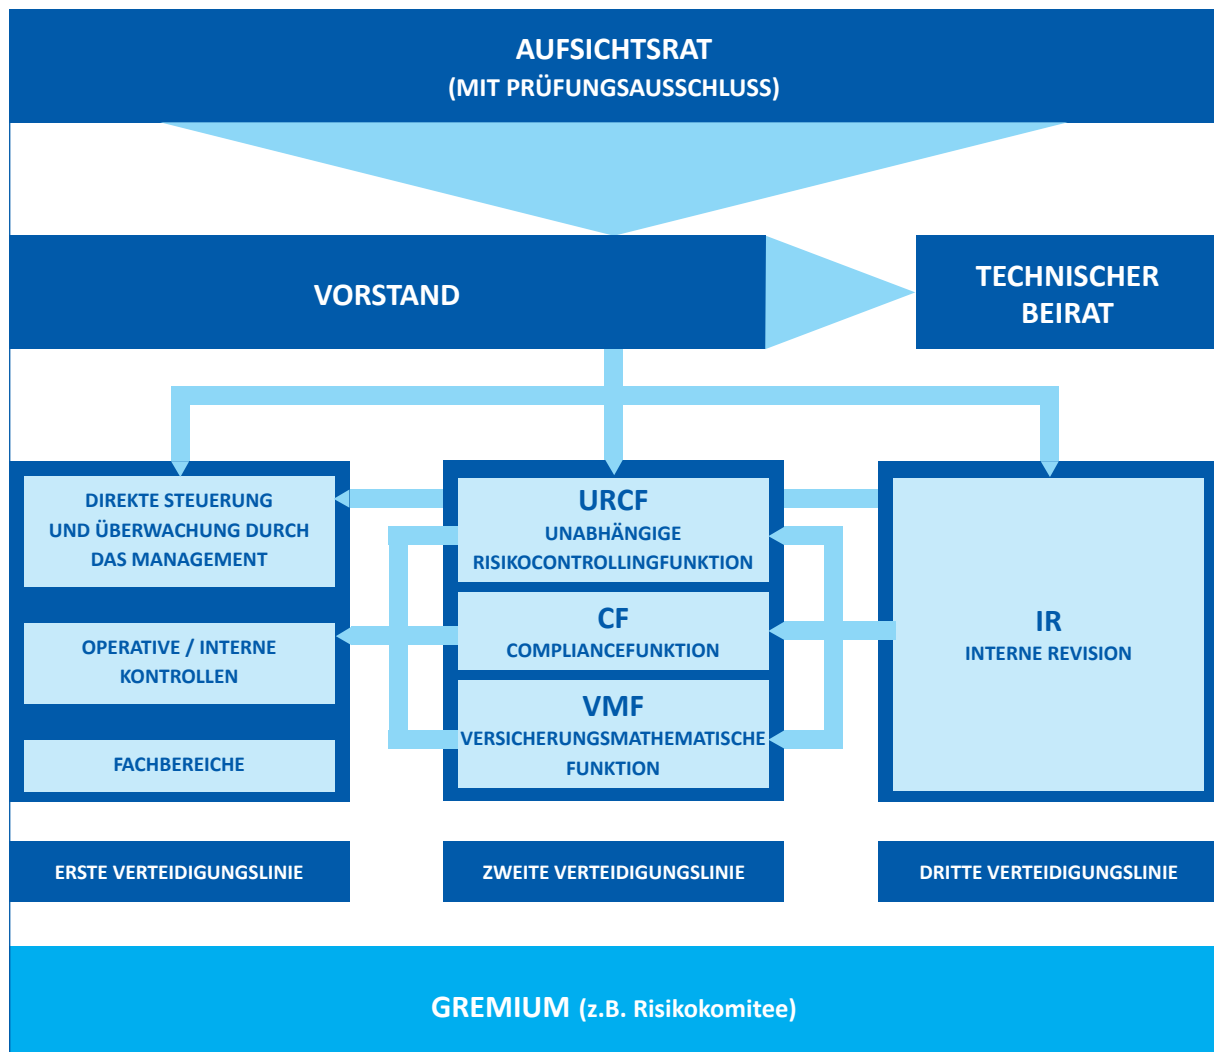 AUFSICHTSRAT
(MIT PRÜFUNGSAUSSCHLUSS)
VORSTAND
TECHNISCHER
BEIRAT
DIREKTE STEUERUNG
UND ÜBERWACHUNG DURCH
DAS MANAGEMENT
OPERATIVE / INTERNE
KONTROLLEN
FACHBEREICHE
URCF
UNABHÄNGIGE
RISIKOCONTROLLINGFUNKTION
CF
COMPLIANCEFUNKTION
VMF
VERSICHERUNGSMATHEMATISCHE
FUNKTION
IR
INTERNE REVISION
ERSTE VERTEIDIGUNGSLINIE
ZWEITE VERTEIDIGUNGSLINIE
DRITTE VERTEIDIGUNGSLINIE
GREMIUM (z.B. Risikokomitee)